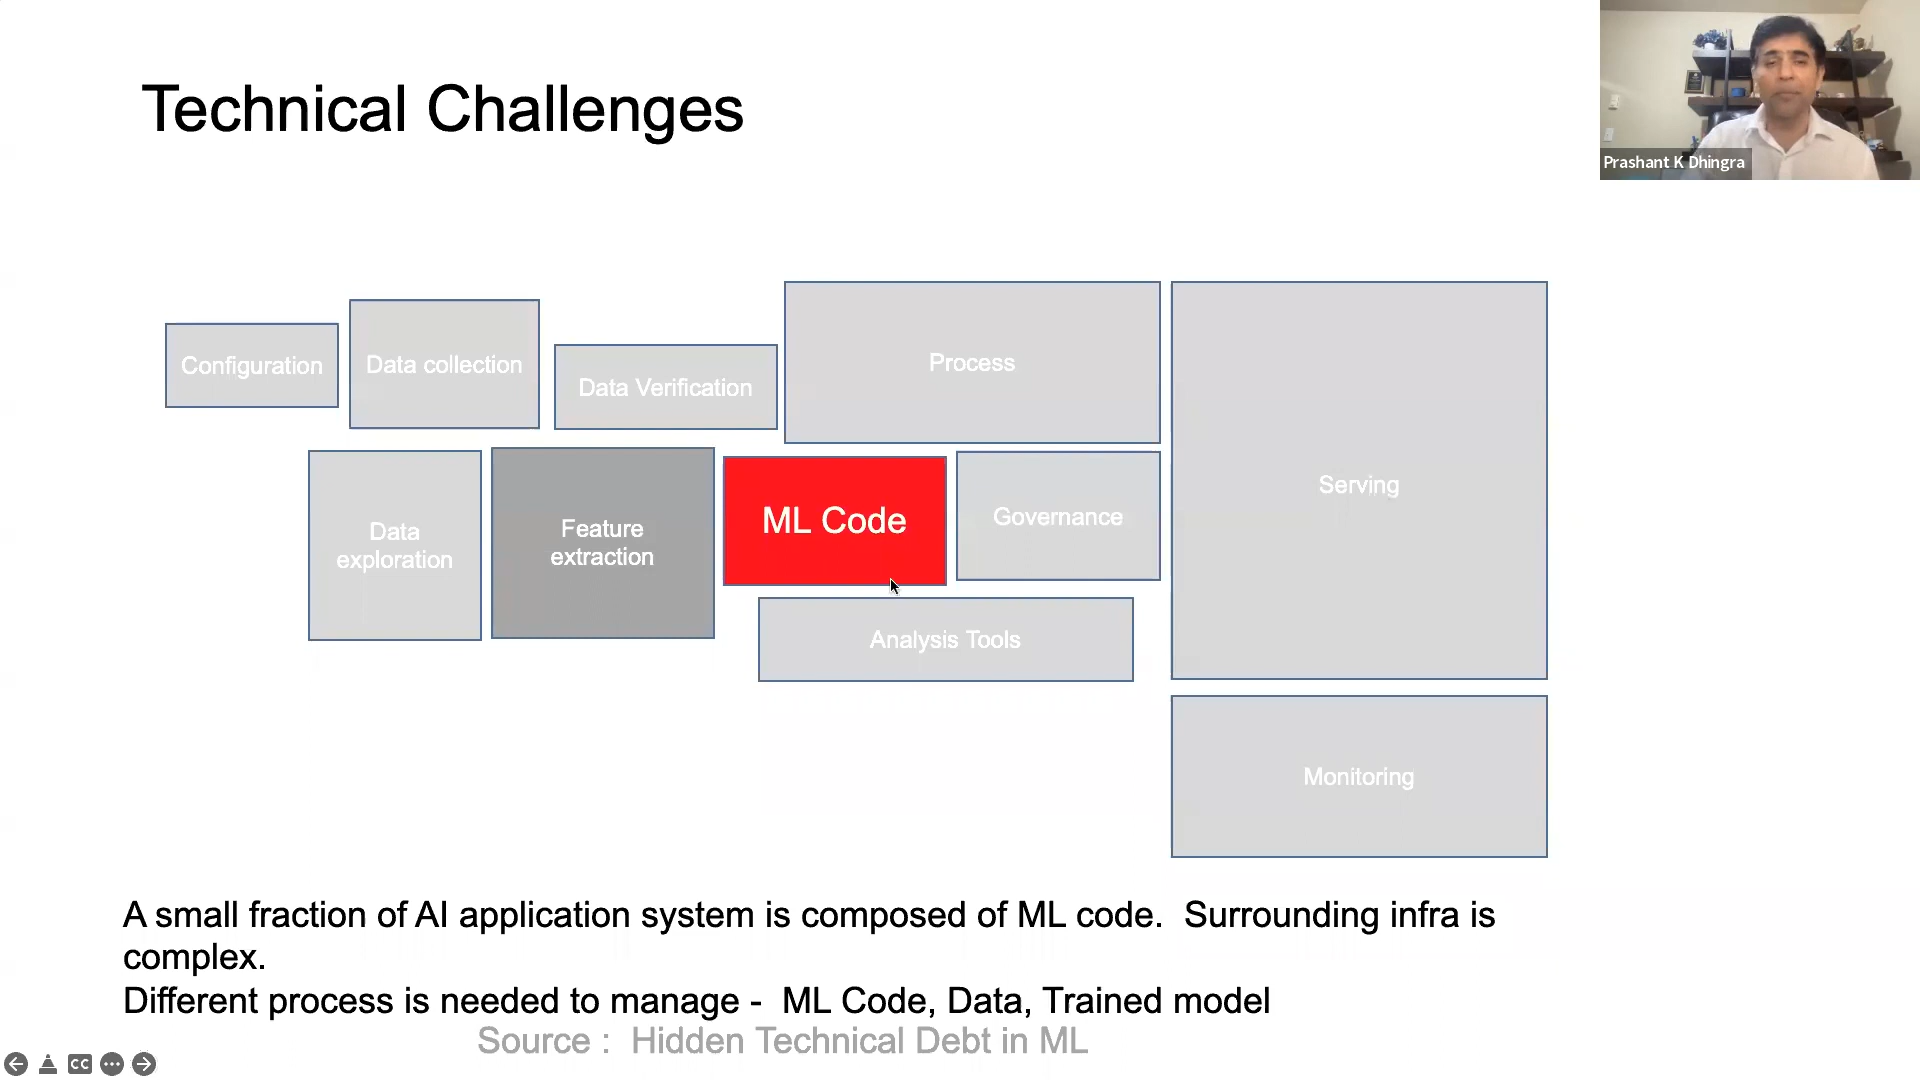 Technical Challenges
Prashant K Dhingra
Configuration
Data collection
Data Verification
Process
Serving
Data
exploration
Feature
extraction
ML Code
Governance
Analysis Tools
Monitoring
A small fraction of AI application system is composed of ML code.  Surrounding infra is
complex.
Different process is needed to manage -  ML Code, Data, Trained model
Source :  Hidden Technical Debt in ML
CC